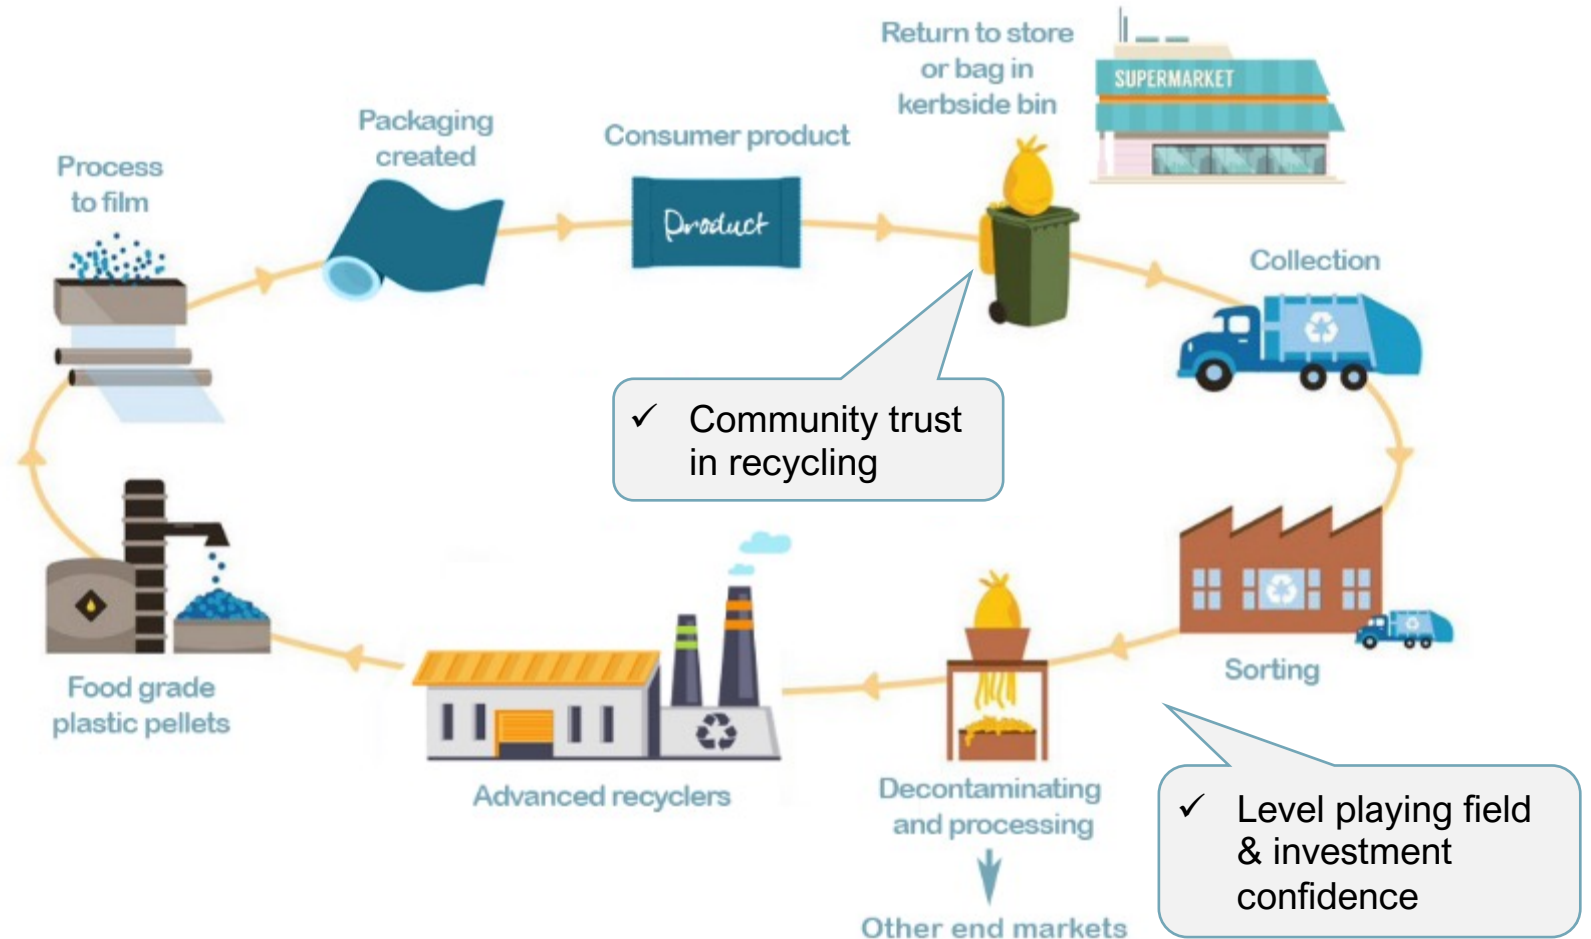 Return to store
or bag in
kerbside bin
SUPERMARKET
Packaging
created
Consumer product
Process
to film
Product
Collection
✓ Community trust
in recycling
Food grade
plastic pellets
Advanced recyclers
Decontaminating
and processing
Sorting
✓ Level playing field
& investment
confidence
Other end markets